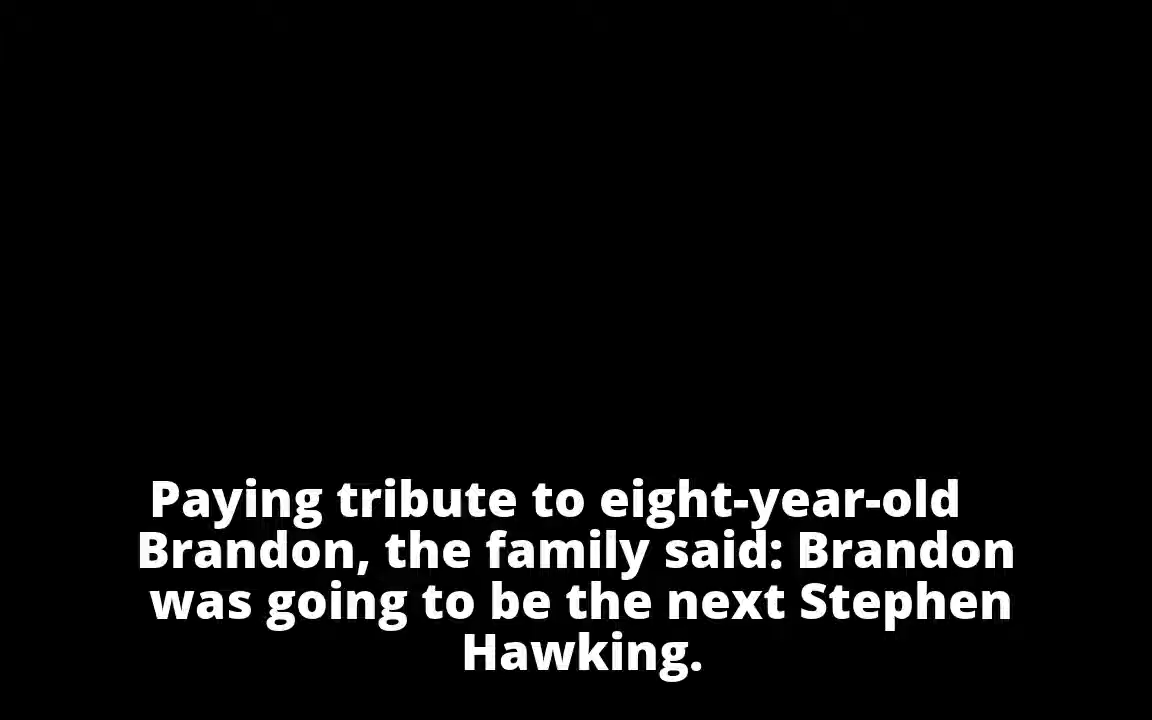 Paying tribute to eight-year-old
Brandon, the family said: Brandon
was going to be the next Stephen
Hawking.